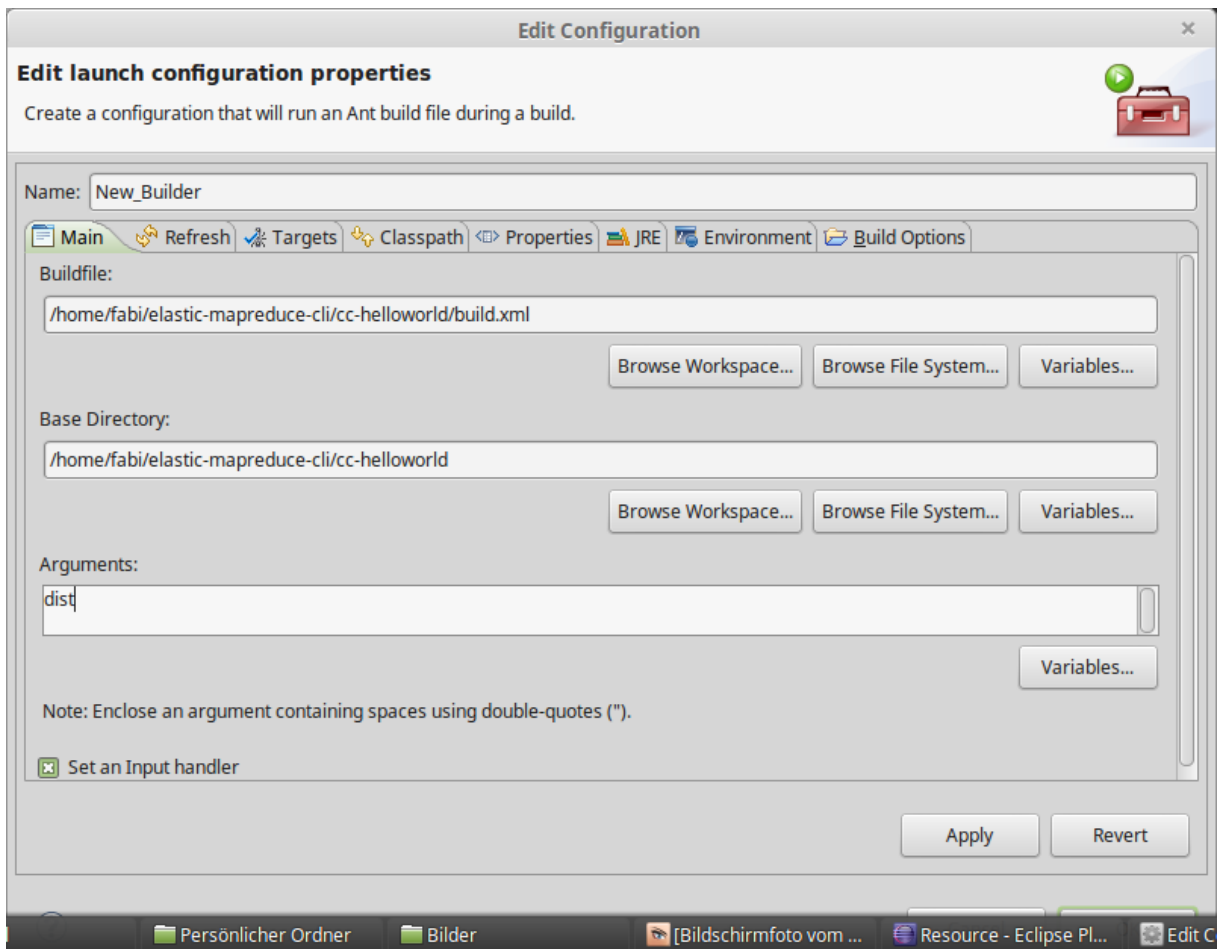 Edit Configuration
Edit launch configuration properties
Create a configuration that will run an Ant build file during a build.
Name: New_Builder
Main Refresh Targets Classpath Properties JRE Environment Build Options
Buildfile:
/home/fabi/elastic-mapreduce-cli/cc-helloworld/build.xml
Browse Workspace... Browse File System... Variables...
Base Directory:
/home/fabi/elastic-mapreduce-cli/cc-helloworld
Browse Workspace... Browse File System... Variables...
Arguments:
dist
Variables...
Note: Enclose an argument containing spaces using double-quotes (").
Set an Input handler
Apply Revert
Persönlicher Ordner Bilder [Bildschirmfoto vom ... Resource - Eclipse Pl... Edit C